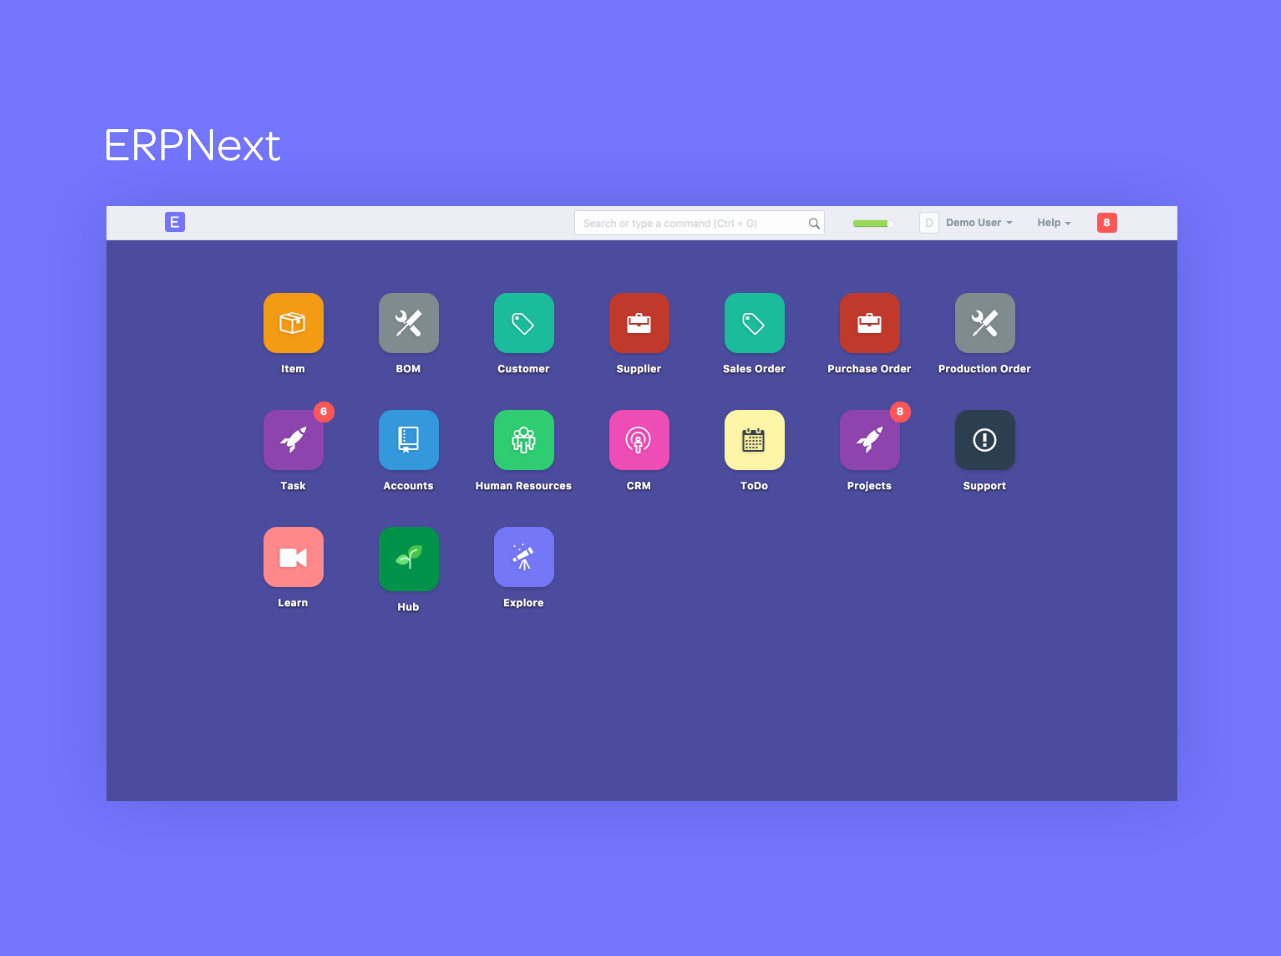 ERPNext
E Search or type a command (Ctrl + G) D Demo User Help 8
Item BOM Customer Supplier Sales Order Purchase Order Production Order
6 8
Task Accounts Human Resources CRM ToDo Projects Support
Learn Hub Explore